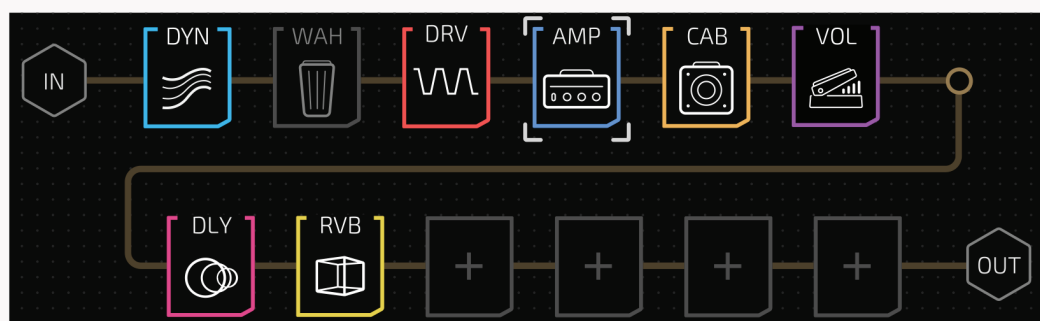 IN
DYN
WAH
DRV
AMP
CAB
VOL
DLY
RVB
+
+
+
+
OUT